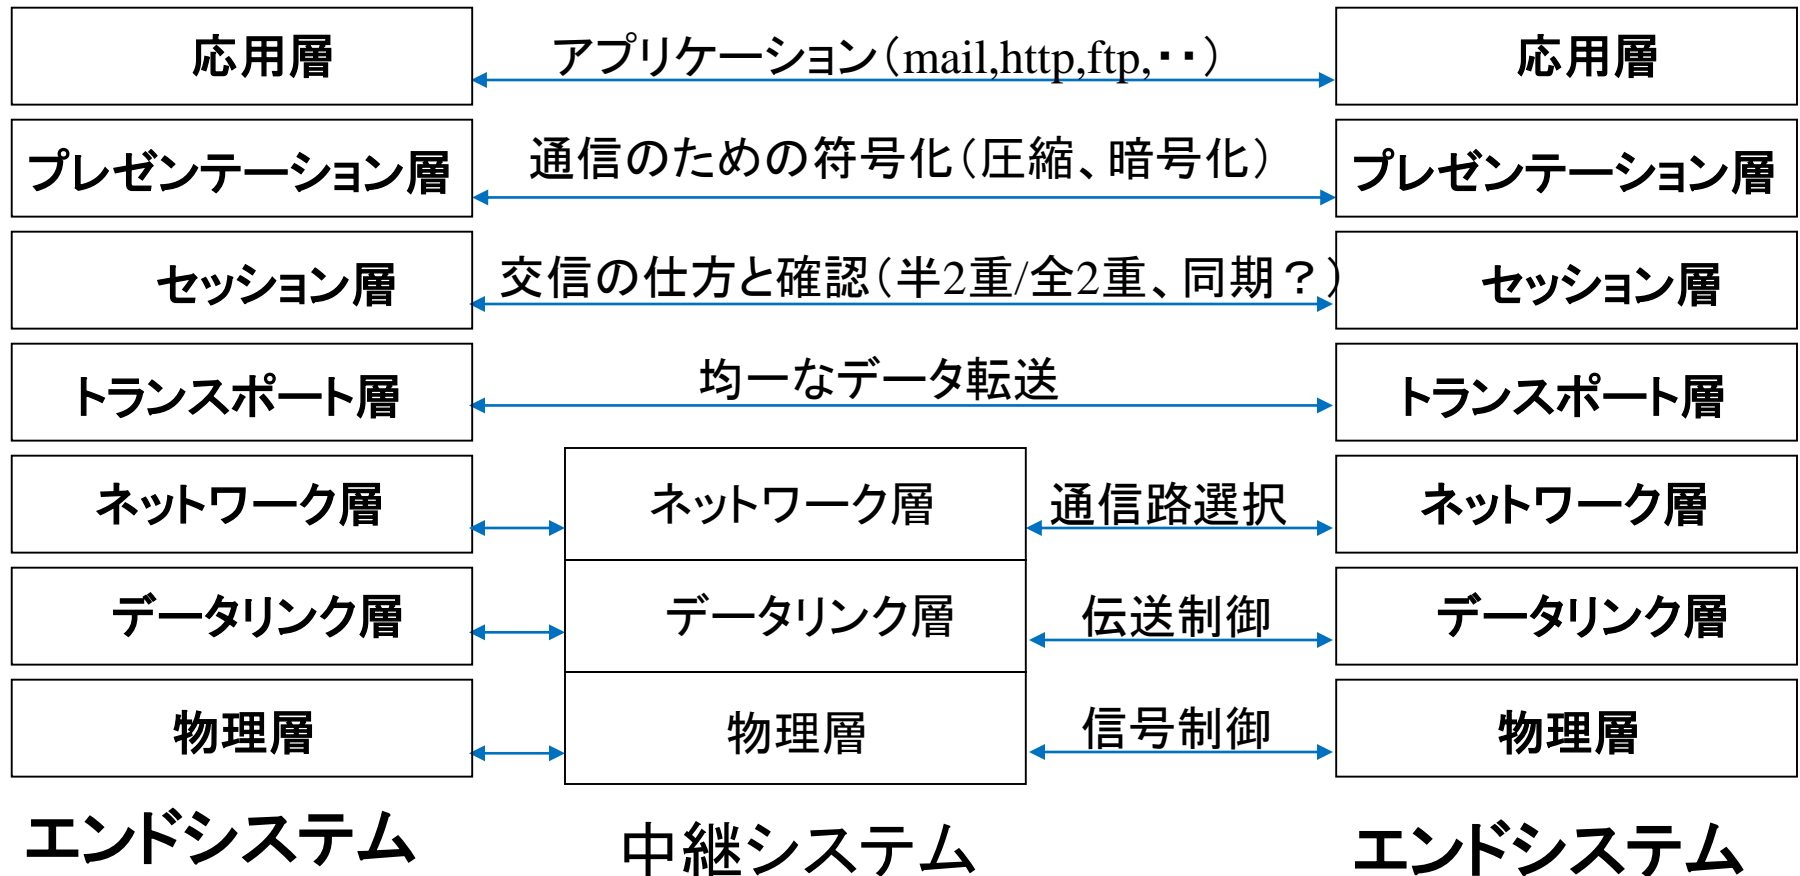 応用層 アプリケーション(mail,http,ftp,・・) 応用層
プレゼンテーション層 通信のための符号化(圧縮、暗号化) プレゼンテーション層
セッション層 交信の仕方と確認(半2重/全2重、同期？) セッション層
トランスポート層 均一なデータ転送 トランスポート層
ネットワーク層 ネットワーク層 通信路選択 ネットワーク層
データリンク層 データリンク層 伝送制御 データリンク層
物理層 物理層 信号制御 物理層
エンドシステム 中継システム エンドシステム